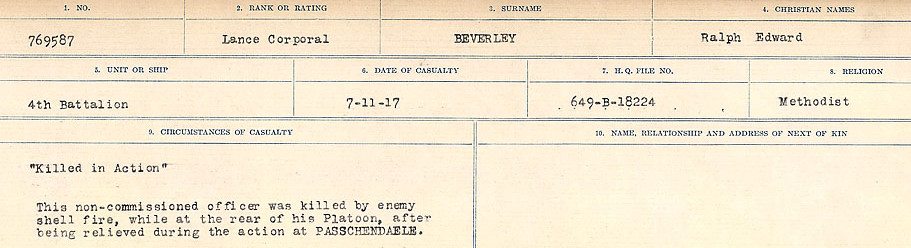 1. NO. 2. RANK OR RATING 3. SURNAME 4. CHRISTIAN NAMES
769587 Lance Corporal BEVERLEY Ralph Edward
5. UNIT OR SHIP 6. DATE OF CASUALTY 7. H.Q. FILE NO. 8. RELIGION
4th Battalion 7-11-17 649-B-18224 Methodist
9. CIRCUMSTANCES OF CASUALTY 10. NAME, RELATIONSHIP AND ADDRESS OF NEXT OF KIN
"Killed in Action"
This non-commissioned officer was killed by enemy
shell fire, while at the rear of his Platoon, after
being relieved during the action at PASSCHENDAELE.